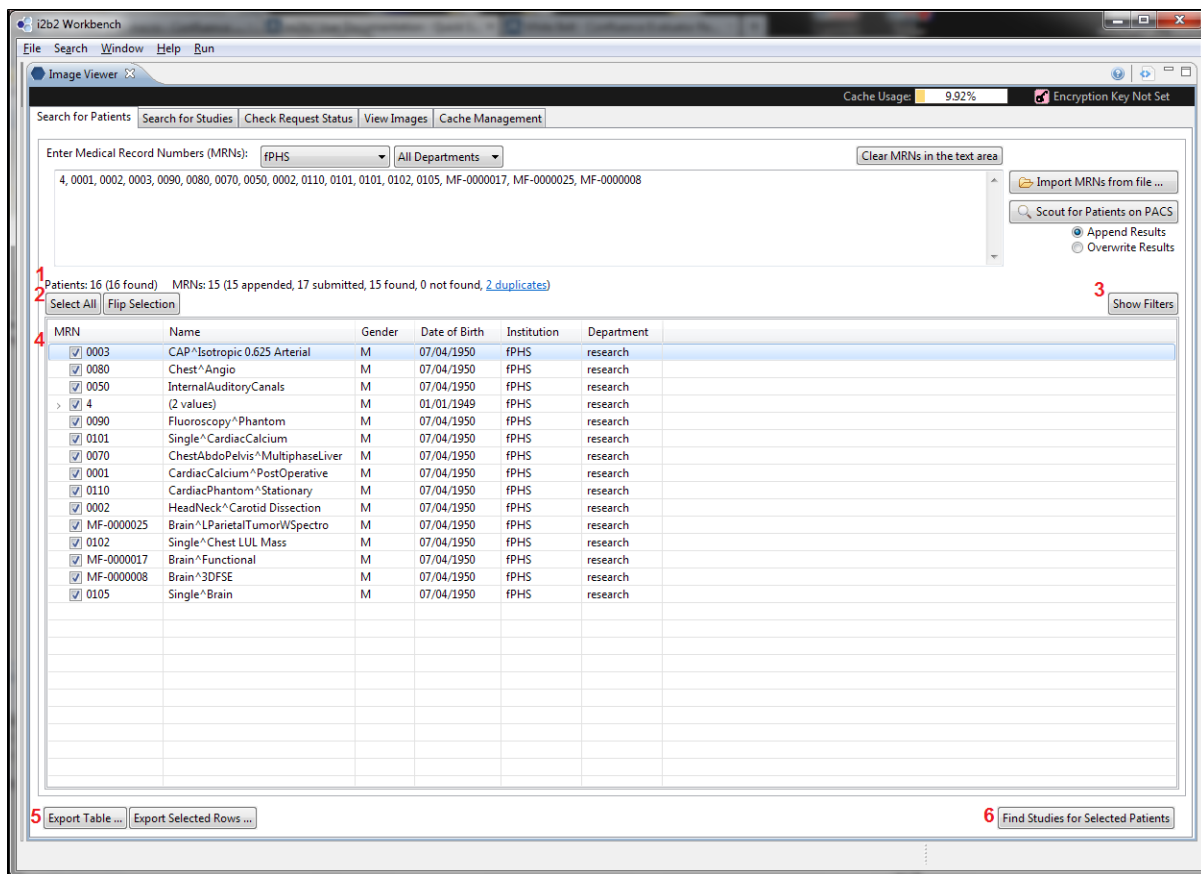 i2b2 Workbench
File Search Window Help Run
Image Viewer
Cache Usage: 9.92% Encryption Key Not Set
Search for Patients Search for Studies Check Request Status View Images Cache Management
Enter Medical Record Numbers (MRNs): fPHS All Departments Clear MRNs in the text area
4, 0001, 0002, 0003, 0090, 0080, 0070, 0050, 0002, 0110, 0101, 0101, 0102, 0105, MF-0000017, MF-0000025, MF-0000008
Import MRNs from file ...
Scout for Patients on PACS
Append Results
Overwrite Results
1
Patients: 16 (16 found) MRNs: 15 (15 appended, 17 submitted, 15 found, 0 not found, 2 duplicates)
2 Select All Flip Selection 3 Show Filters
MRN Name Gender Date of Birth Institution Department
4
0003 CAP^Isotropic 0.625 Arterial M 07/04/1950 fPHS research
0080 Chest^Angio M 07/04/1950 fPHS research
0050 InternalAuditoryCanals M 07/04/1950 fPHS research
4 (2 values) M 01/01/1949 fPHS research
0090 Fluoroscopy^Phantom M 07/04/1950 fPHS research
0101 Single^CardiacCalcium M 07/04/1950 fPHS research
0070 ChestAbdoPelvis^MultiphaseLiver M 07/04/1950 fPHS research
0001 CardiacCalcium^PostOperative M 07/04/1950 fPHS research
0110 CardiacPhantom^Stationary M 07/04/1950 fPHS research
0002 HeadNeck^Carotid Dissection M 07/04/1950 fPHS research
MF-0000025 Brain^LParietalTumorWSpectro M 07/04/1950 fPHS research
0102 Single^Chest LUL Mass M 07/04/1950 fPHS research
MF-0000017 Brain^Functional M 07/04/1950 fPHS research
MF-0000008 Brain^3DFSE M 07/04/1950 fPHS research
0105 Single^Brain M 07/04/1950 fPHS research
5 Export Table ... Export Selected Rows ... 6 Find Studies for Selected Patients